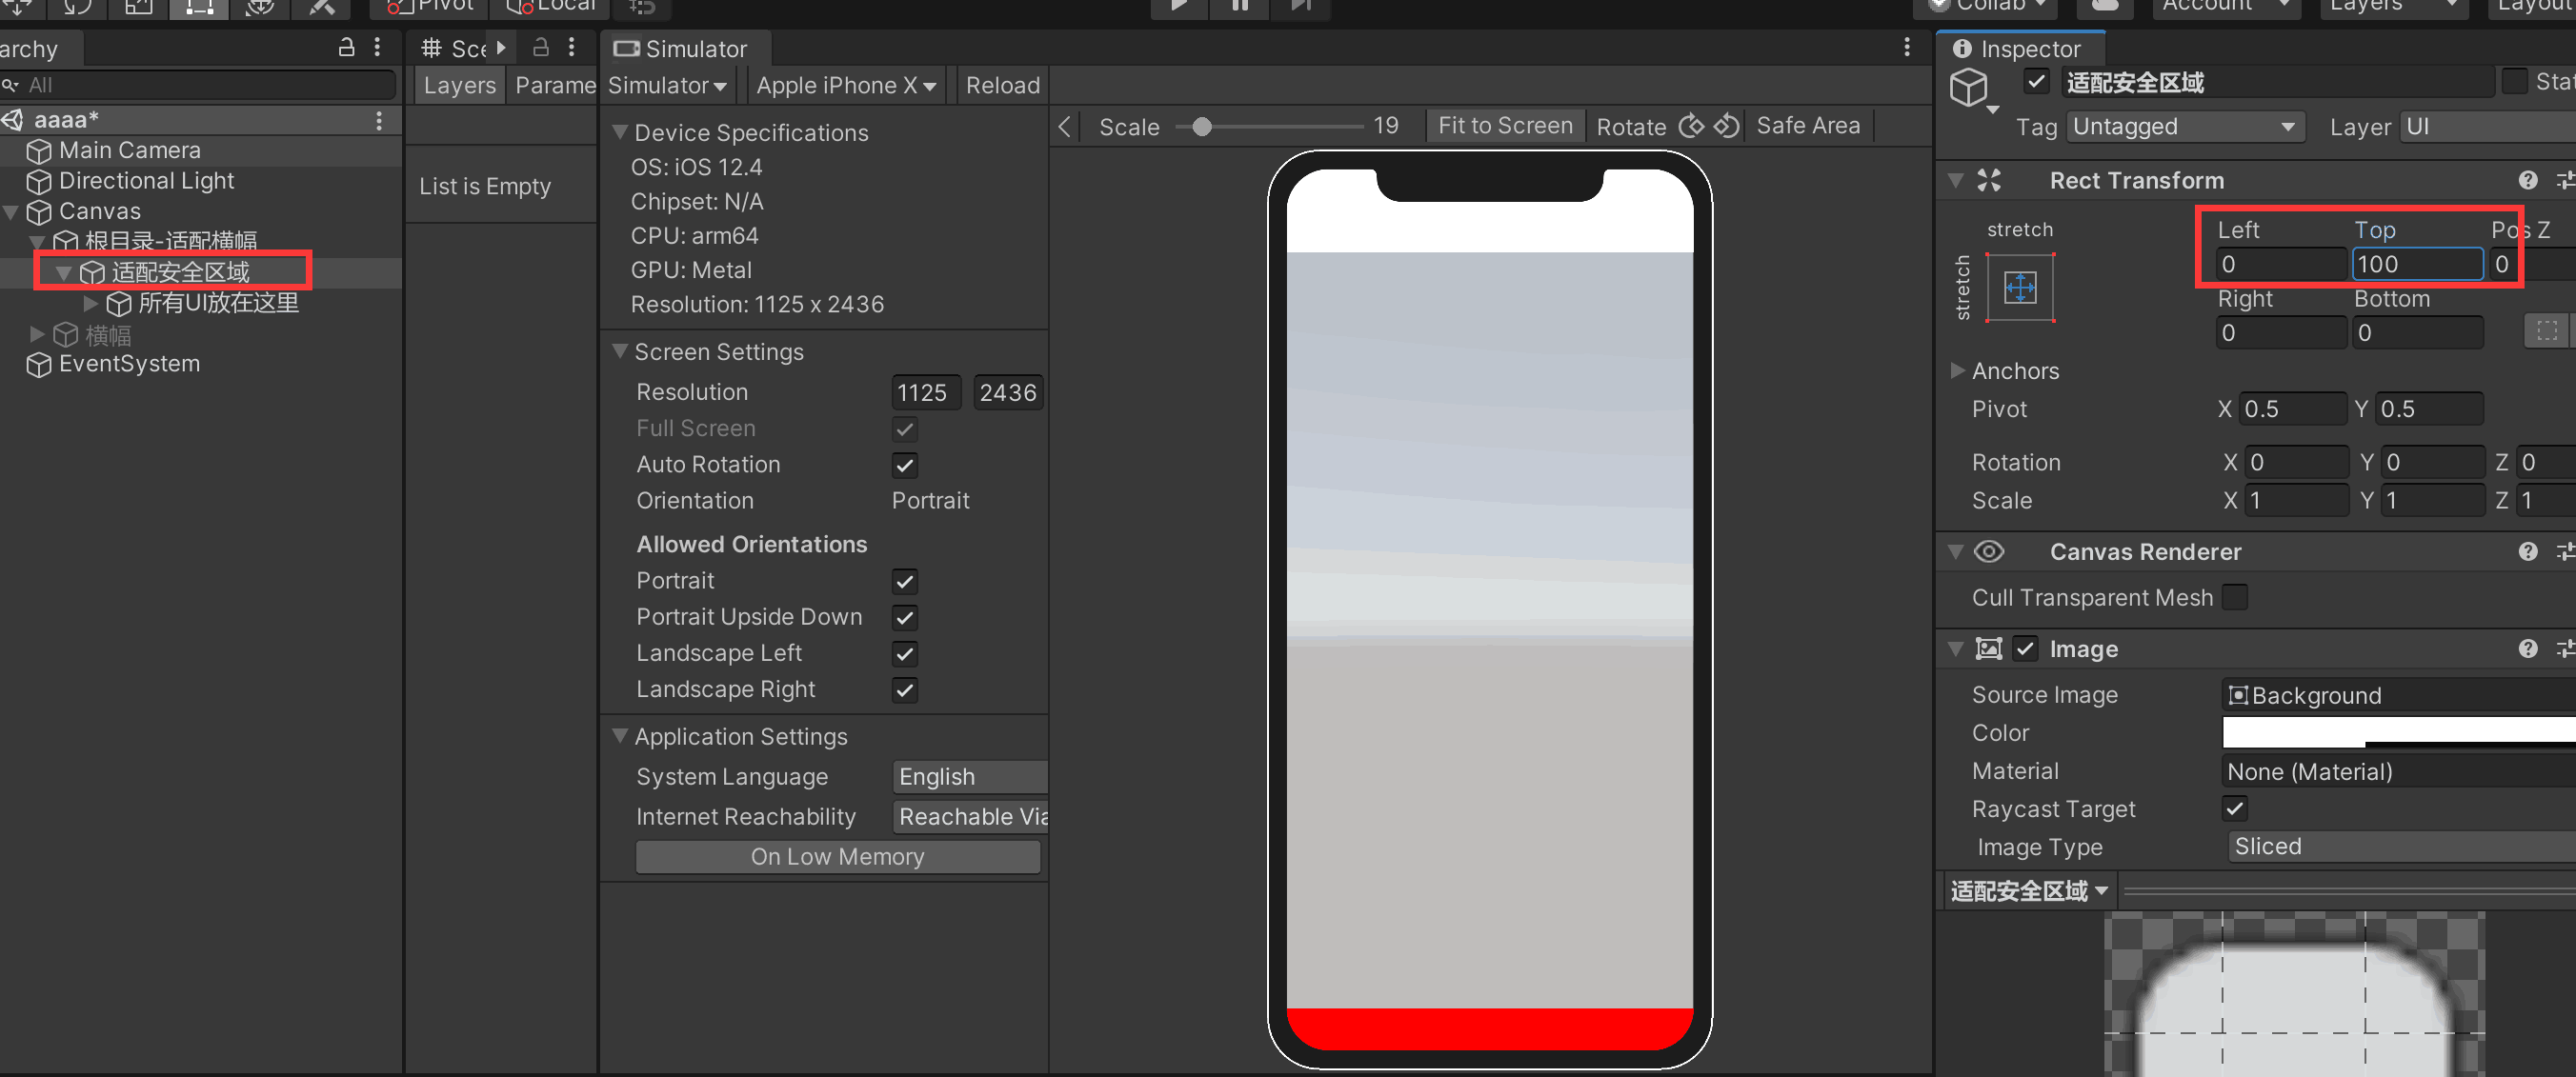 Pivot
Local
Collab
Account
Layers
Layout
archy
All
aaaa*
Main Camera
Directional Light
Canvas
根目录-适配横幅
适配安全区域
所有UI放在这里
横幅
EventSystem
Sce
Layers
Parame
List is Empty
Simulator
Simulator
Apple iPhone X
Reload
Scale
19
Fit to Screen
Rotate
Safe Area
Device Specifications
OS: iOS 12.4
Chipset: N/A
CPU: arm64
GPU: Metal
Resolution: 1125 x 2436
Screen Settings
Resolution 1125 2436
Full Screen
Auto Rotation
Orientation Portrait
Allowed Orientations
Portrait
Portrait Upside Down
Landscape Left
Landscape Right
Application Settings
System Language English
Internet Reachability Reachable Via
On Low Memory
Inspector
适配安全区域 Stat
Tag Untagged Layer UI
Rect Transform
stretch
stretch
Left Top Pos Z
0 100 0
Right Bottom
0 0
Anchors
Pivot X 0.5 Y 0.5
Rotation X 0 Y 0 Z 0
Scale X 1 Y 1 Z 1
Canvas Renderer
Cull Transparent Mesh
Image
Source Image Background
Color
Material None (Material)
Raycast Target
Image Type Sliced
适配安全区域